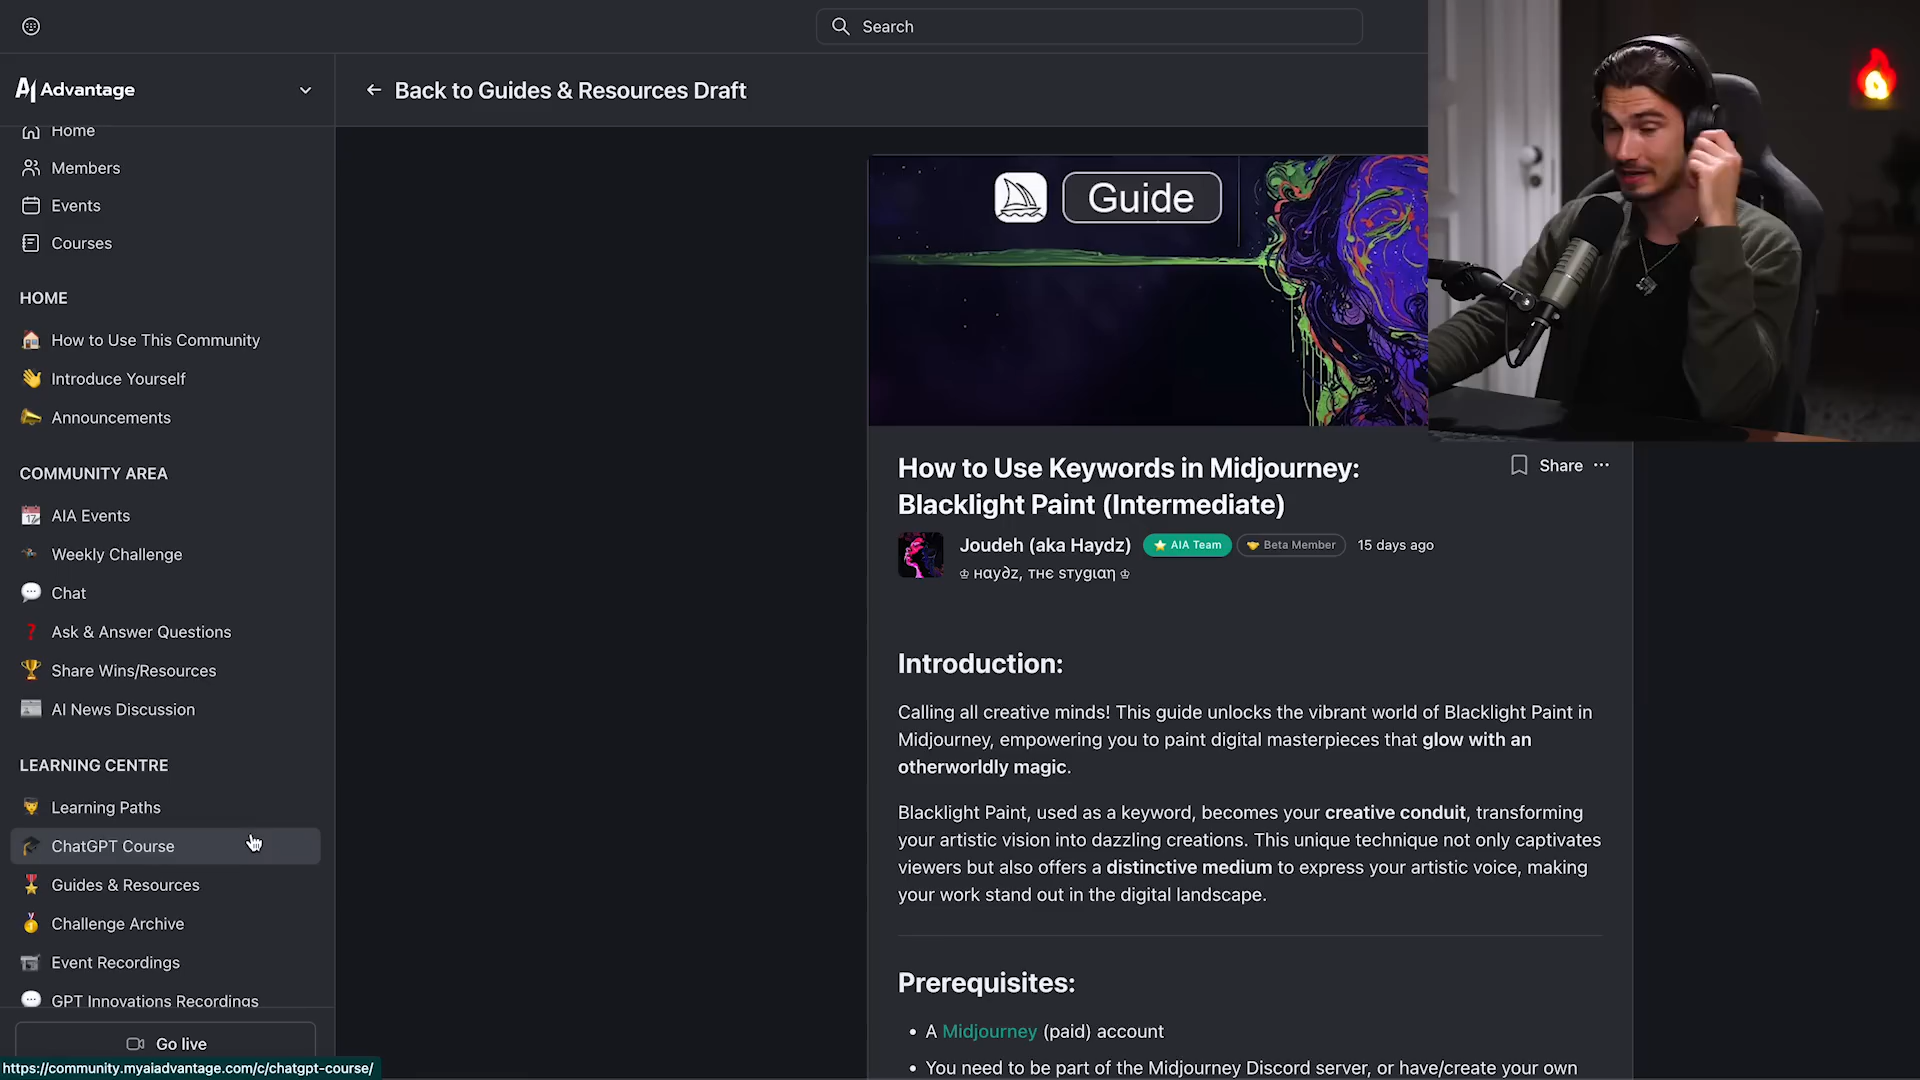 Search
AI Advantage
Back to Guides & Resources Draft
Home
Members
Events
Courses
HOME
How to Use This Community
Introduce Yourself
Announcements
COMMUNITY AREA
AIA Events
Weekly Challenge
Chat
Ask & Answer Questions
Share Wins/Resources
AI News Discussion
LEARNING CENTRE
Learning Paths
ChatGPT Course
Guides & Resources
Challenge Archive
Event Recordings
GPT Innovations Recordings
Go live
https://community.myaiadvantage.com/c/chatgpt-course/
Guide
How to Use Keywords in Midjourney:
Blacklight Paint (Intermediate)
Share
Joudeh (aka Haydz) AIA Team Beta Member 15 days ago
♔ нαу∂z, тнє ѕтуgιαη ♔
Introduction:
Calling all creative minds! This guide unlocks the vibrant world of Blacklight Paint in
Midjourney, empowering you to paint digital masterpieces that glow with an
otherworldly magic.
Blacklight Paint, used as a keyword, becomes your creative conduit, transforming
your artistic vision into dazzling creations. This unique technique not only captivates
viewers but also offers a distinctive medium to express your artistic voice, making
your work stand out in the digital landscape.
Prerequisites:
• A Midjourney (paid) account
• You need to be part of the Midjourney Discord server, or have/create your own